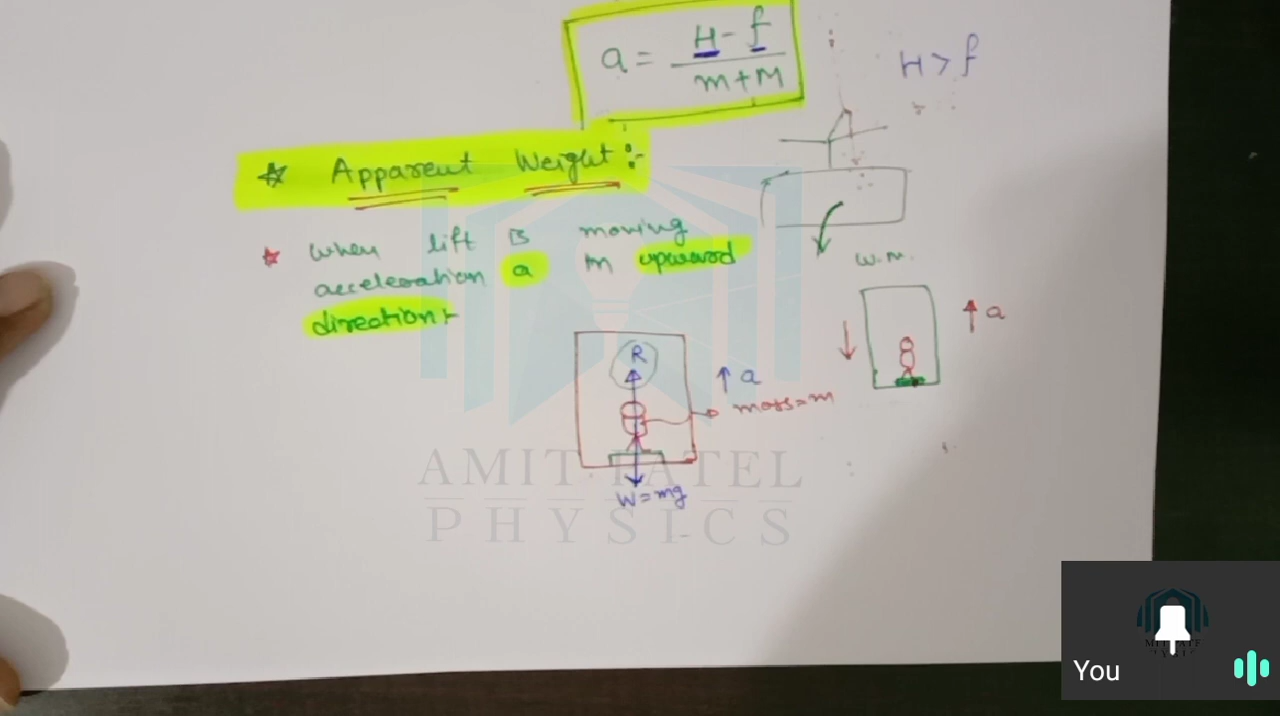 a = H - f
m + M
H > f
☆ Apparent Weight :-
☆ When lift is moving
acceleration a in upward
direction :-
W.M.
R
↑ a
↑ a
mass = m
W = mg
AMIT PATEL
PHYSICS
You